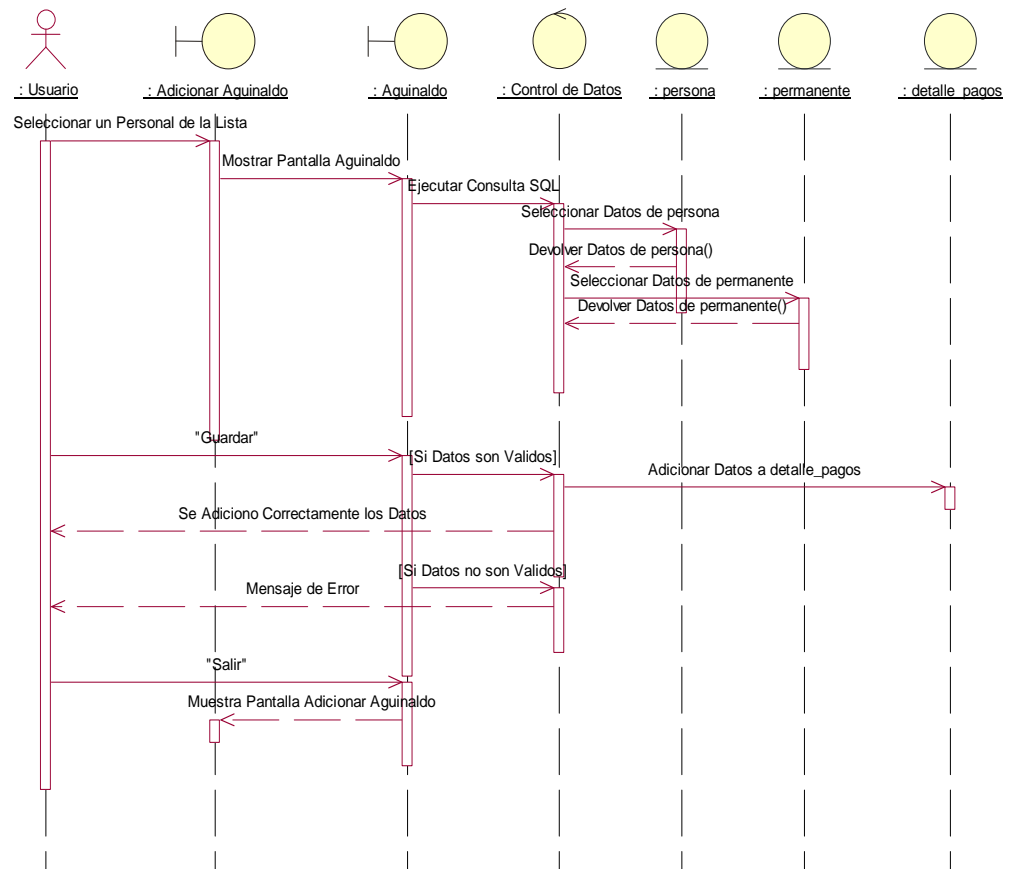 : Usuario
: Adicionar Aguinaldo
: Aguinaldo
: Control de Datos
: persona
: permanente
: detalle_pagos
Seleccionar un Personal de la Lista
Mostrar Pantalla Aguinaldo
Ejecutar Consulta SQL
Seleccionar Datos de persona
Devolver Datos de persona()
Seleccionar Datos de permanente
Devolver Datos de permanente()
"Guardar"
[Si Datos son Validos]
Adicionar Datos a detalle_pagos
Se Adiciono Correctamente los Datos
[Si Datos no son Validos]
Mensaje de Error
"Salir"
Muestra Pantalla Adicionar Aguinaldo